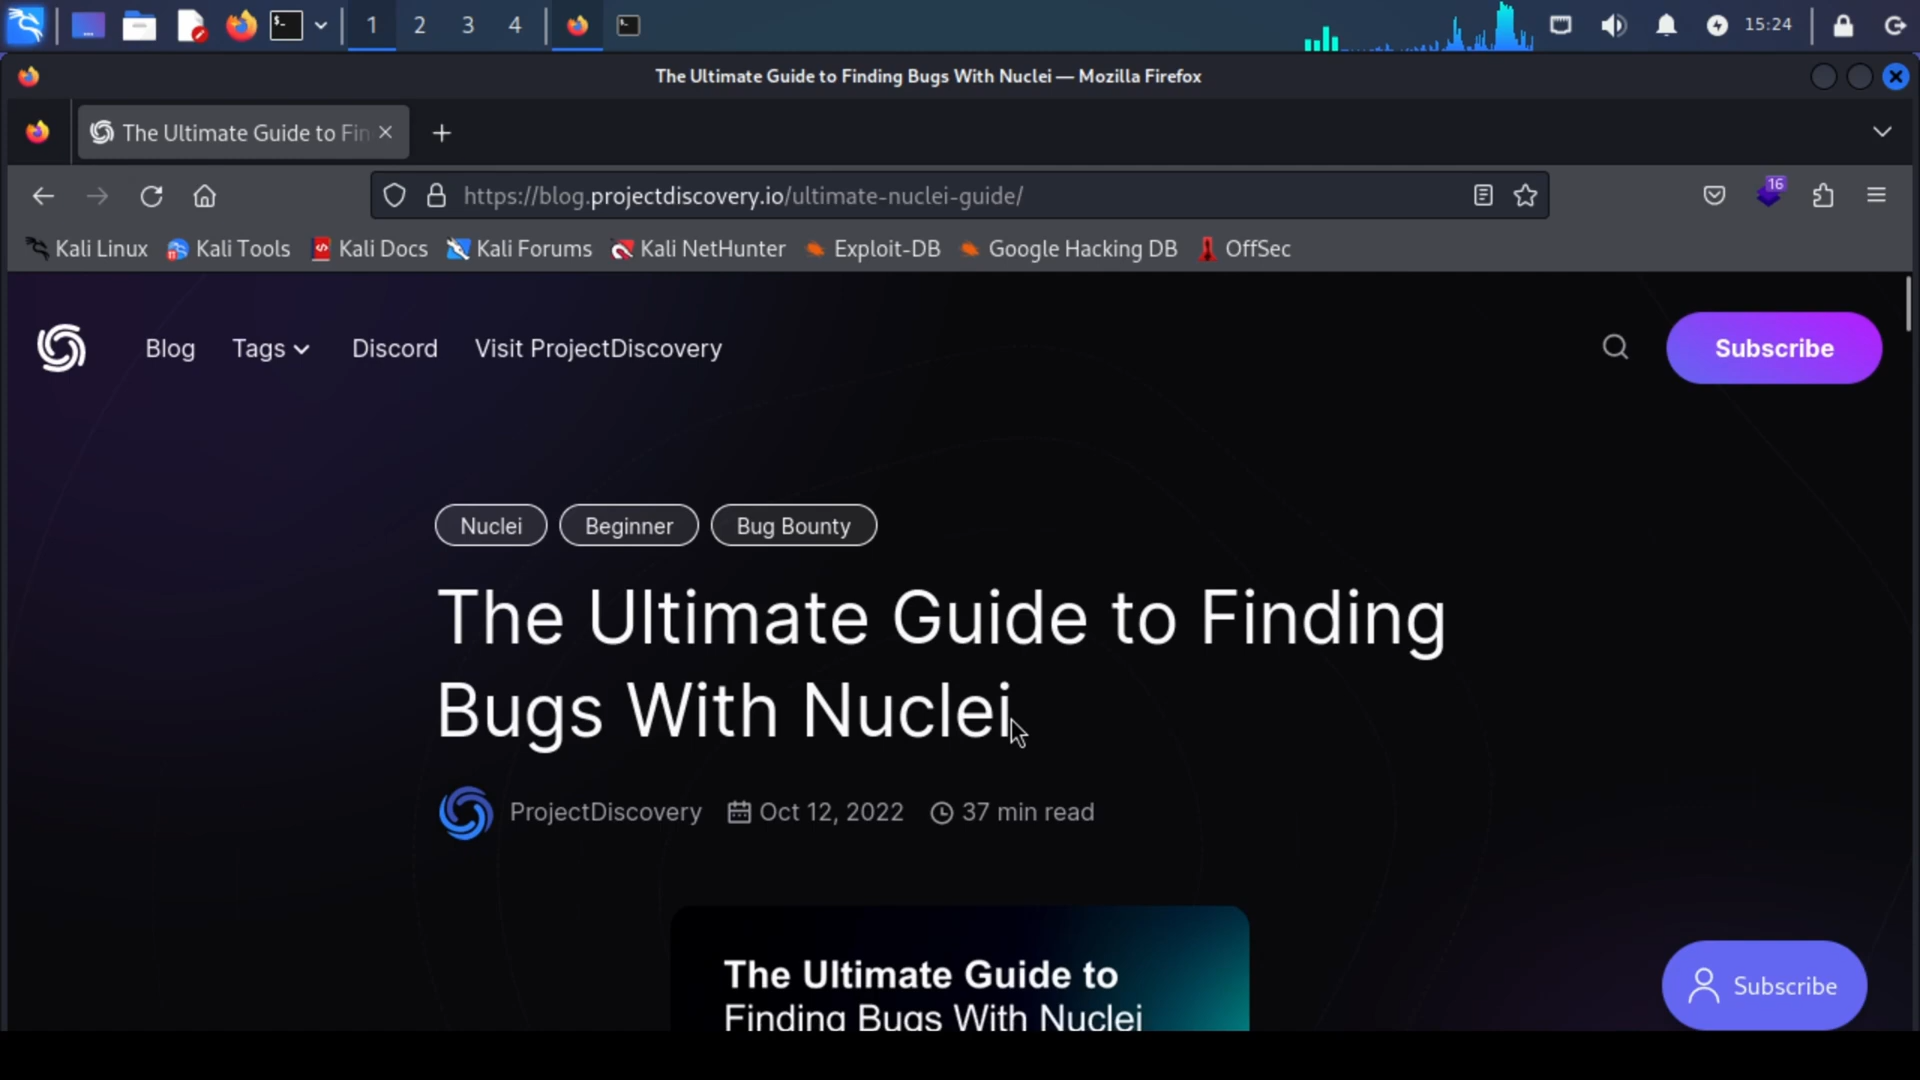 1 2 3 4 15:24
The Ultimate Guide to Finding Bugs With Nuclei — Mozilla Firefox
The Ultimate Guide to Fin
https://blog.projectdiscovery.io/ultimate-nuclei-guide/ 16
Kali Linux Kali Tools Kali Docs Kali Forums Kali NetHunter Exploit-DB Google Hacking DB OffSec
Blog Tags Discord Visit ProjectDiscovery Subscribe
Nuclei Beginner Bug Bounty
The Ultimate Guide to Finding
Bugs With Nuclei
ProjectDiscovery Oct 12, 2022 37 min read
The Ultimate Guide to
Finding Bugs With Nuclei
Subscribe